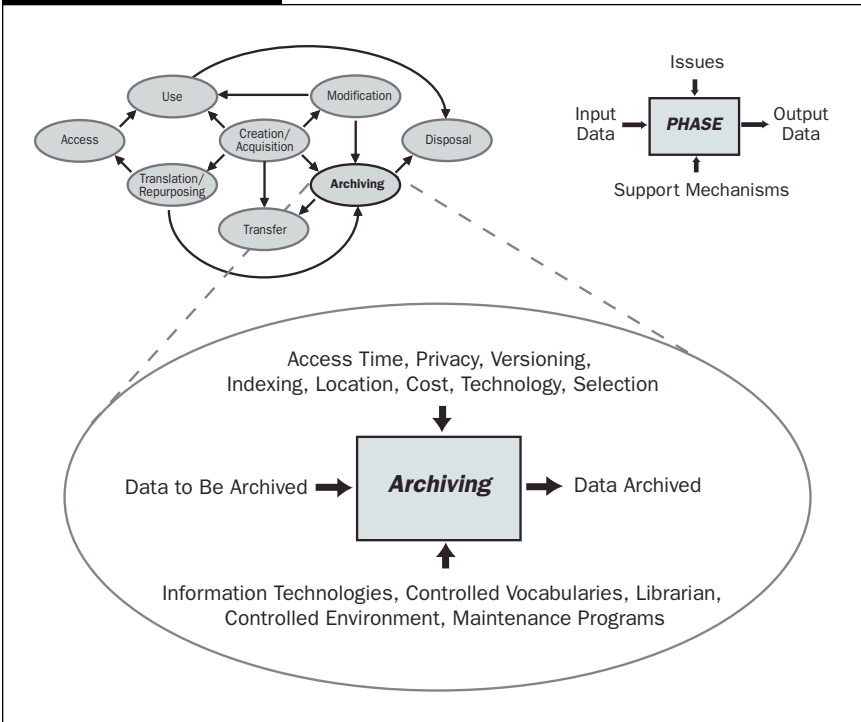 Use
Modification
Access
Creation/
Acquisition
Disposal
Translation/
Repurposing
Archiving
Transfer
Issues
Input
Data
PHASE
Output
Data
Support Mechanisms
Access Time, Privacy, Versioning,
Indexing, Location, Cost, Technology, Selection
Data to Be Archived
Archiving
Data Archived
Information Technologies, Controlled Vocabularies, Librarian,
Controlled Environment, Maintenance Programs